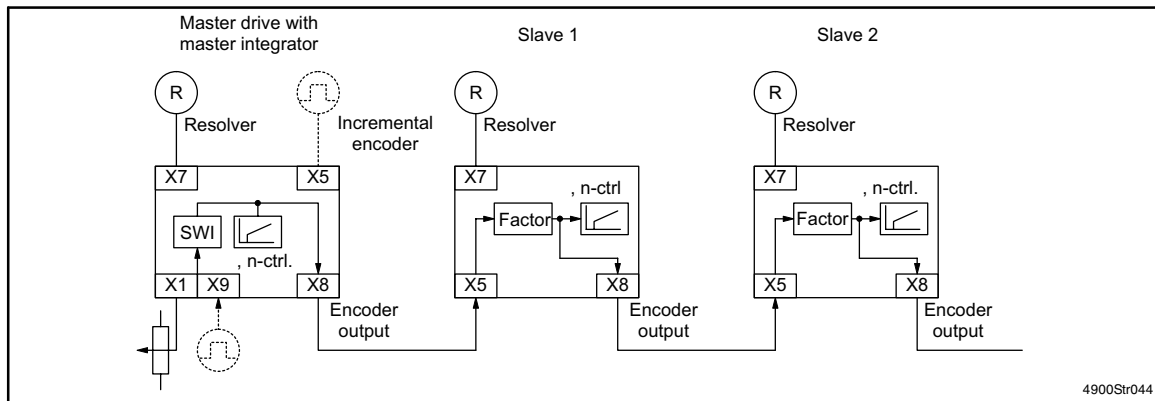 Master drive with
master integrator
Slave 1
Slave 2
R
R
R
Resolver
Incremental
encoder
Resolver
Resolver
X7
X5
X7
X7
SWI
, n-ctrl.
Factor
, n-ctrl
Factor
, n-ctrl.
X1
X9
X8
X5
X8
X5
X8
Encoder
output
Encoder
output
Encoder
output
4900Str044